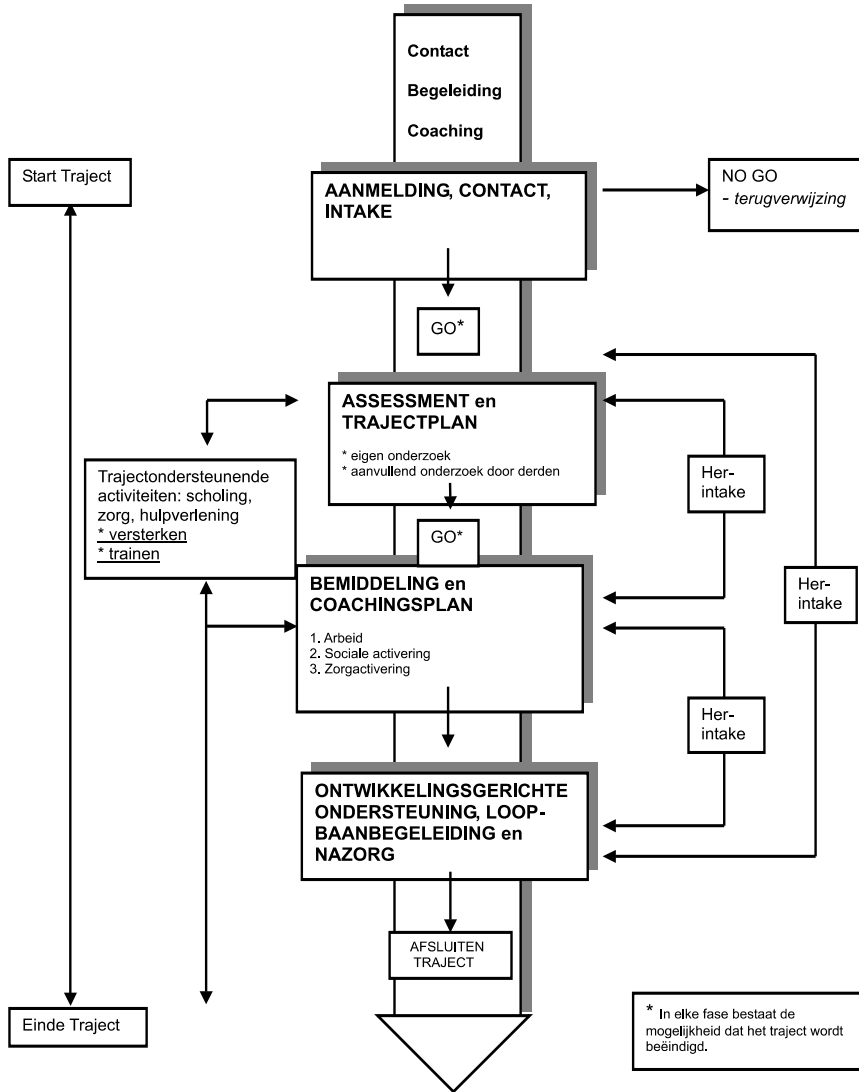 Contact
Begeleiding
Coaching
Start Traject
AANMELDING, CONTACT,
INTAKE
NO GO
- terugverwijzing
GO*
ASSESSMENT en
TRAJECTPLAN
* eigen onderzoek
* aanvullend onderzoek door derden
Trajectondersteunende
activiteiten: scholing,
zorg, hulpverlening
* versterken
* trainen
Her-
intake
GO*
BEMIDDELING en
COACHINGSPLAN
1. Arbeid
2. Sociale activering
3. Zorgactivering
Her-
intake
Her-
intake
ONTWIKKELINGSGERICHTE
ONDERSTEUNING, LOOP-
BAANBEGELEIDING en
NAZORG
AFSLUITEN
TRAJECT
Einde Traject
* In elke fase bestaat de
mogelijkheid dat het traject wordt
beëindigd.